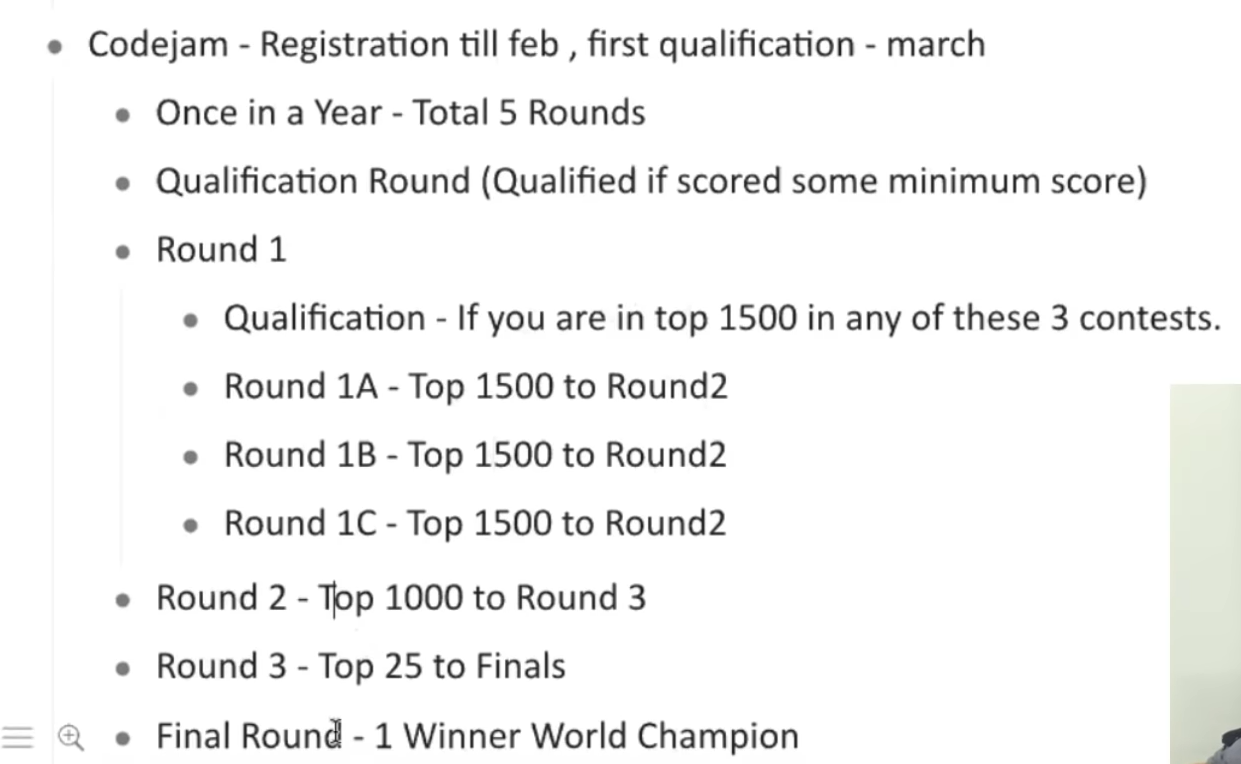 Codejam - Registration till feb , first qualification - march
Once in a Year - Total 5 Rounds
Qualification Round (Qualified if scored some minimum score)
Round 1
Qualification - If you are in top 1500 in any of these 3 contests.
Round 1A - Top 1500 to Round2
Round 1B - Top 1500 to Round2
Round 1C - Top 1500 to Round2
Round 2 - Top 1000 to Round 3
Round 3 - Top 25 to Finals
Final Round - 1 Winner World Champion